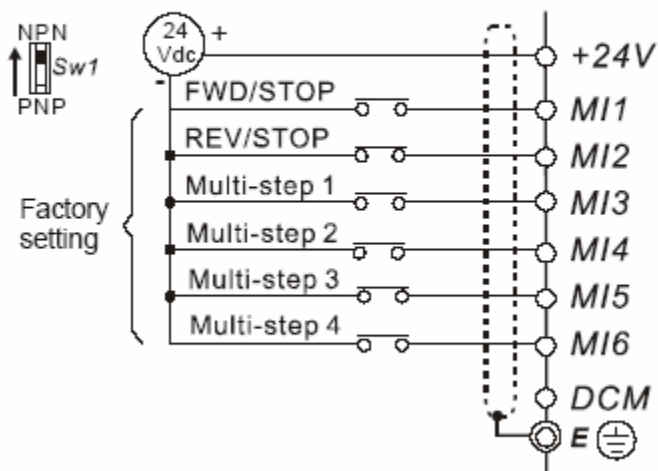 NPN
Sw1
PNP
24
Vdc
+
-
+24V
FWD/STOP
MI1
REV/STOP
MI2
Multi-step 1
MI3
Factory
setting
Multi-step 2
MI4
Multi-step 3
MI5
Multi-step 4
MI6
DCM
E